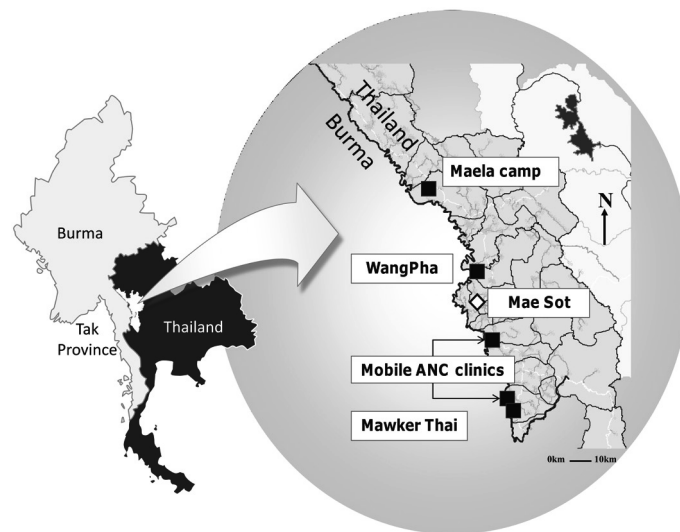 Burma
Tak
Province
Thailand
Thailand
Burma
Maela camp
N
WangPha
Mae Sot
Mobile ANC clinics
Mawker Thai
0km
10km